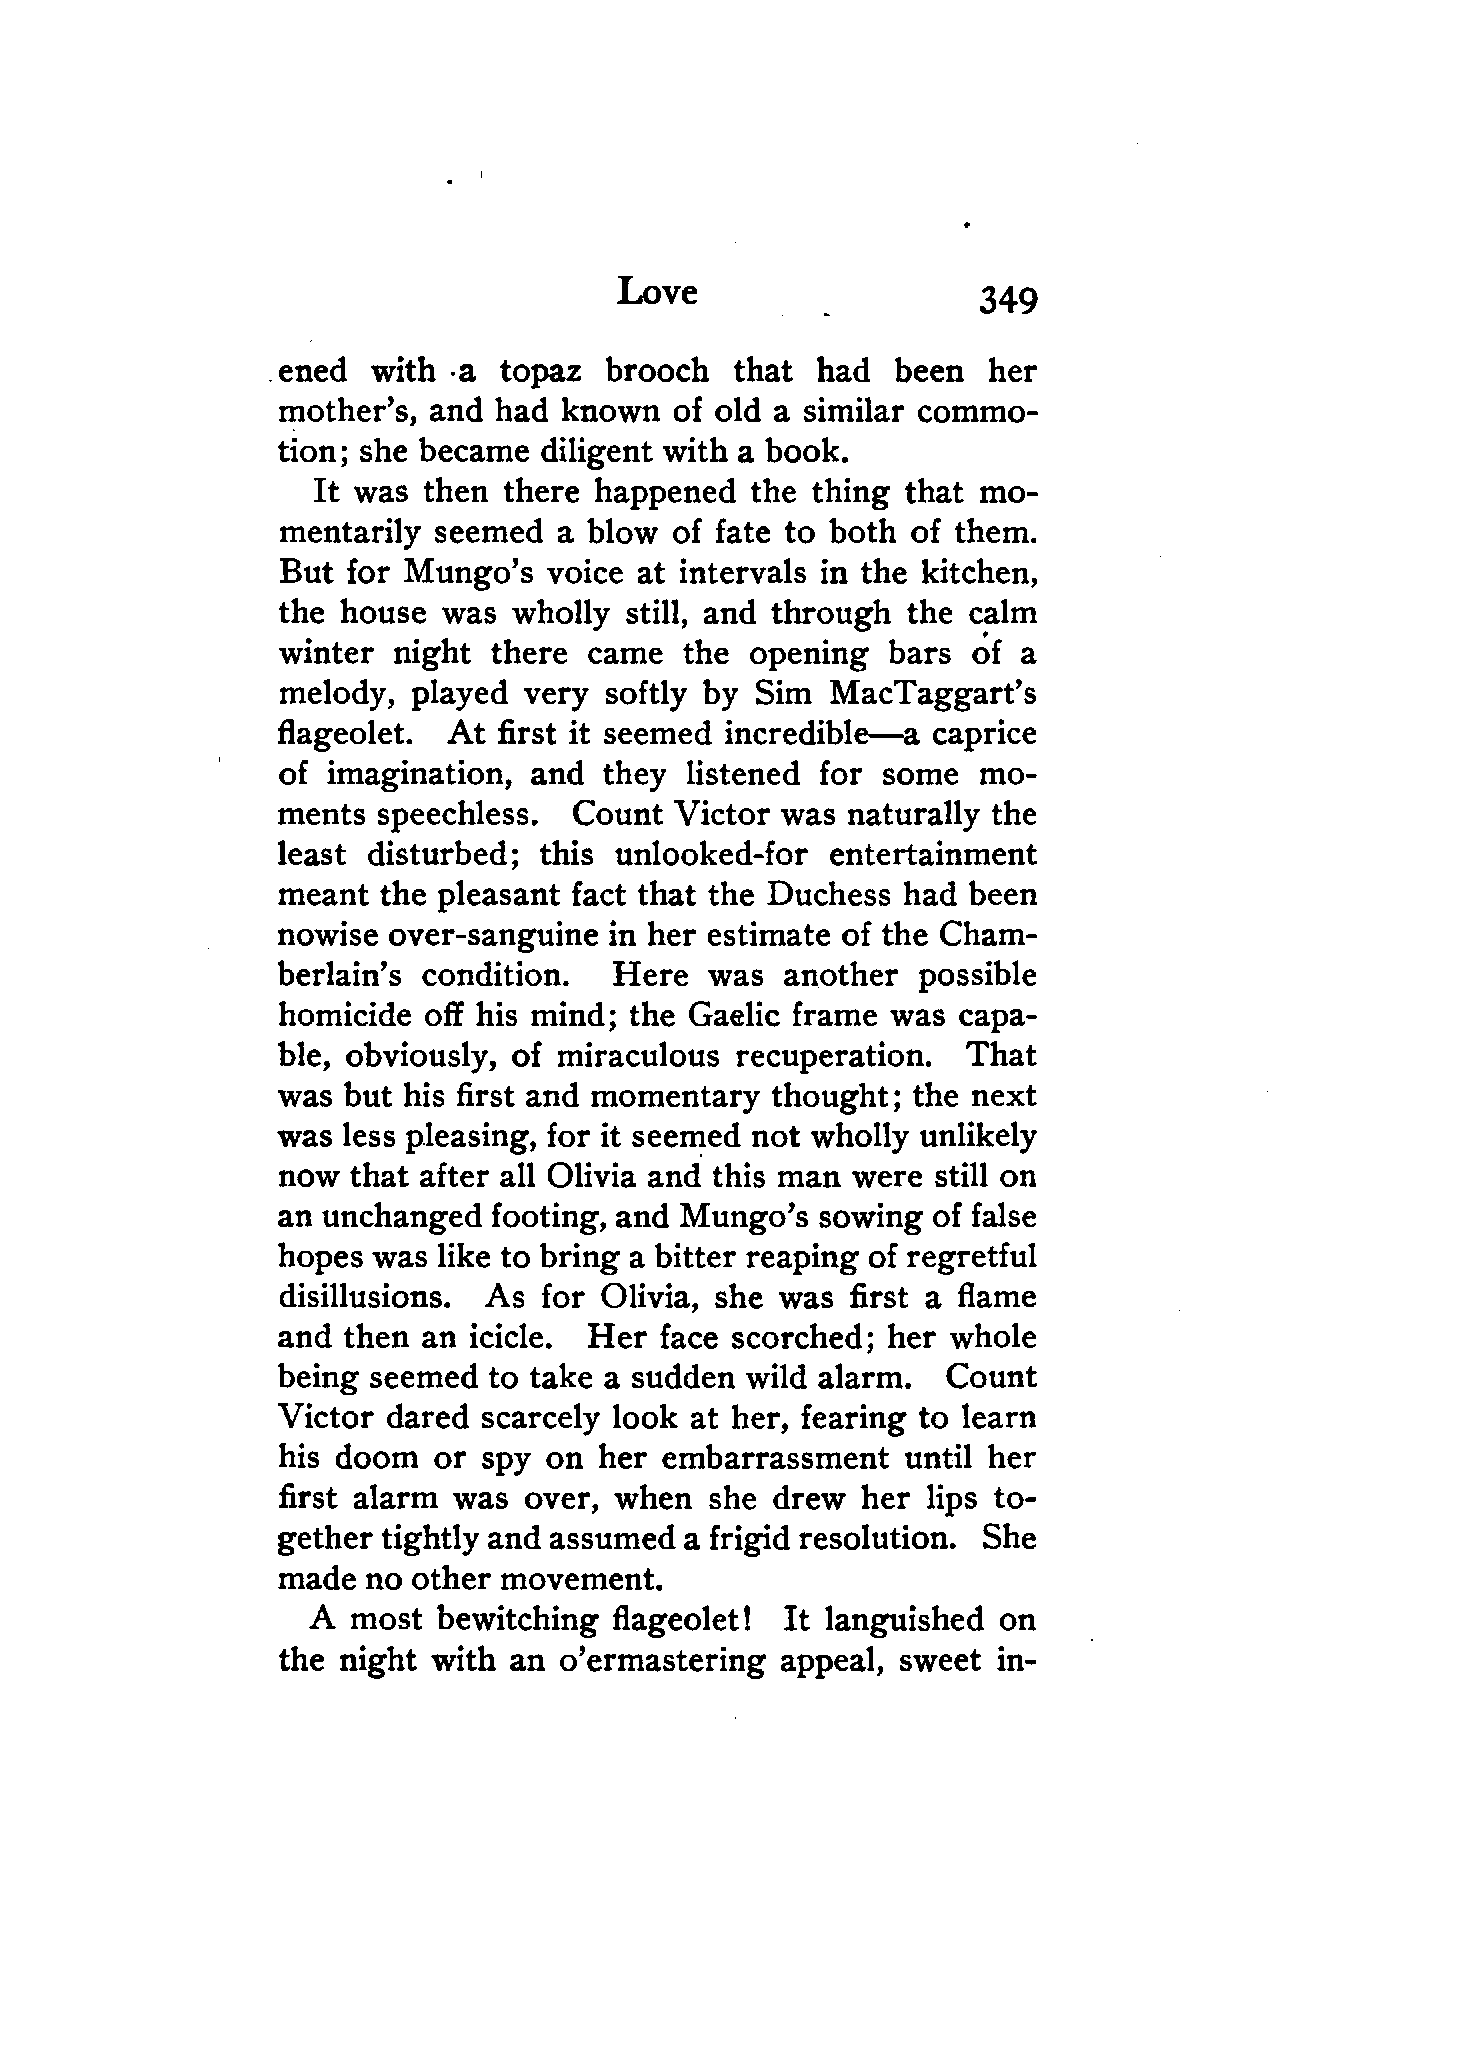 Love 349
ened with a topaz brooch that had been her
mother's, and had known of old a similar commo-
tion; she became diligent with a book.
It was then there happened the thing that mo-
mentarily seemed a blow of fate to both of them.
But for Mungo's voice at intervals in the kitchen,
the house was wholly still, and through the calm
winter night there came the opening bars of a
melody, played very softly by Sim MacTaggart's
flageolet. At first it seemed incredible—a caprice
of imagination, and they listened for some mo-
ments speechless. Count Victor was naturally the
least disturbed; this unlooked-for entertainment
meant the pleasant fact that the Duchess had been
nowise over-sanguine in her estimate of the Cham-
berlain's condition. Here was another possible
homicide off his mind; the Gaelic frame was capa-
ble, obviously, of miraculous recuperation. That
was but his first and momentary thought; the next
was less pleasing, for it seemed not wholly unlikely
now that after all Olivia and this man were still on
an unchanged footing, and Mungo's sowing of false
hopes was like to bring a bitter reaping of regretful
disillusions. As for Olivia, she was first a flame
and then an icicle. Her face scorched; her whole
being seemed to take a sudden wild alarm. Count
Victor dared scarcely look at her, fearing to learn
his doom or spy on her embarrassment until her
first alarm was over, when she drew her lips to-
gether tightly and assumed a frigid resolution. She
made no other movement.
A most bewitching flageolet! It languished on
the night with an o'ermastering appeal, sweet in-